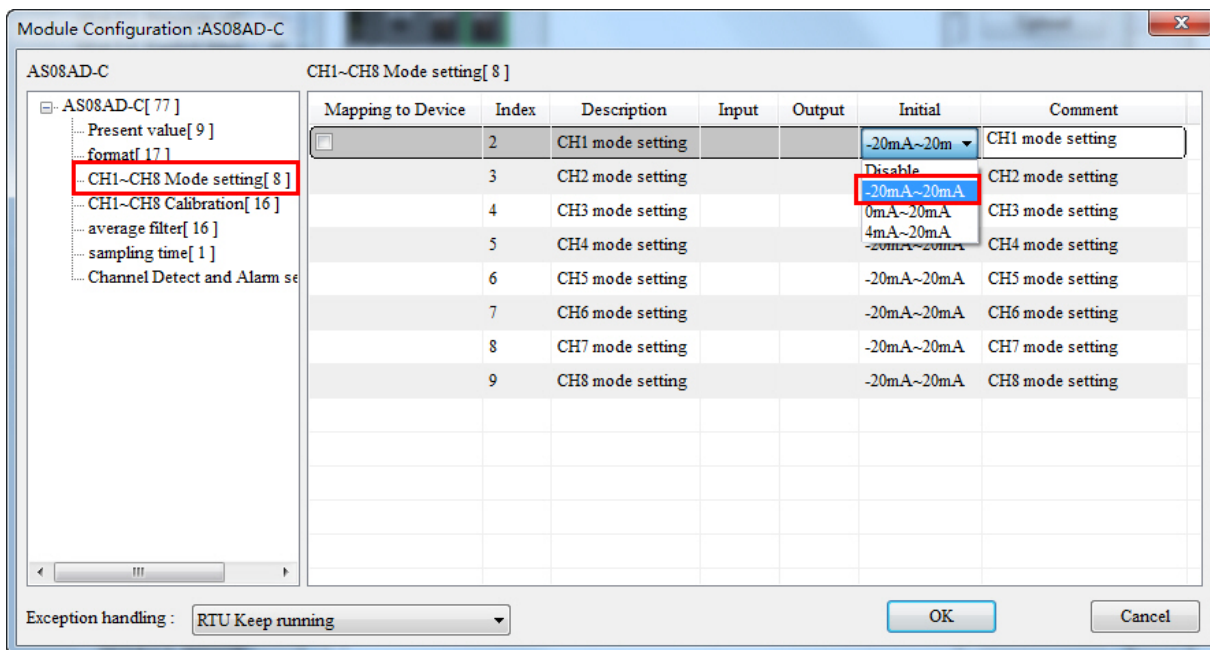 Module Configuration :AS08AD-C
AS08AD-C
CH1~CH8 Mode setting[ 8 ]
AS08AD-C[ 77 ]
Present value[ 9 ]
format[ 17 ]
CH1~CH8 Mode setting[ 8 ]
CH1~CH8 Calibration[ 16 ]
average filter[ 16 ]
sampling time[ 1 ]
Channel Detect and Alarm se
Mapping to Device Index Description Input Output Initial Comment
2 CH1 mode setting -20mA~20m CH1 mode setting
3 CH2 mode setting CH2 mode setting
4 CH3 mode setting CH3 mode setting
5 CH4 mode setting -20mA~20mA CH4 mode setting
6 CH5 mode setting -20mA~20mA CH5 mode setting
7 CH6 mode setting -20mA~20mA CH6 mode setting
8 CH7 mode setting -20mA~20mA CH7 mode setting
9 CH8 mode setting -20mA~20mA CH8 mode setting
Disable
-20mA~20mA
0mA~20mA
4mA~20mA
Exception handling :
RTU Keep running
OK
Cancel